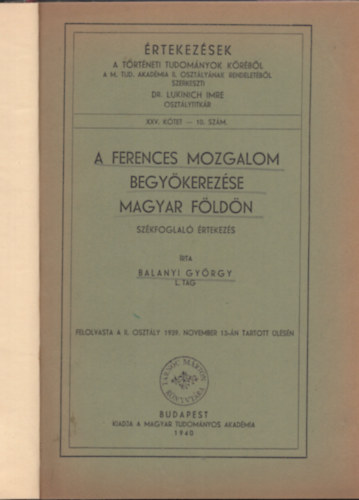 ÉRTEKEZÉSEK
A TÖRTÉNETI TUDOMÁNYOK KÖRÉBŐL
A M. TUD. AKADÉMIA II. OSZTÁLYÁNAK RENDELETÉBŐL
SZERKESZTI
DR. LUKINICH IMRE
OSZTÁLYTITKÁR
XXV. KÖTET — 10. SZÁM.
A FERENCES MOZGALOM
BEGYÖKEREZÉSE
MAGYAR FÖLDÖN
SZÉKFOGLALÓ ÉRTEKEZÉS
ÍRTA
BALANYI GYÖRGY
L. TAG
FELOLVASTA A II. OSZTÁLY 1939. NOVEMBER 13-ÁN TARTOTT ÜLÉSÉN
BUDAPEST
KIADJA A MAGYAR TUDOMÁNYOS AKADÉMIA
1940